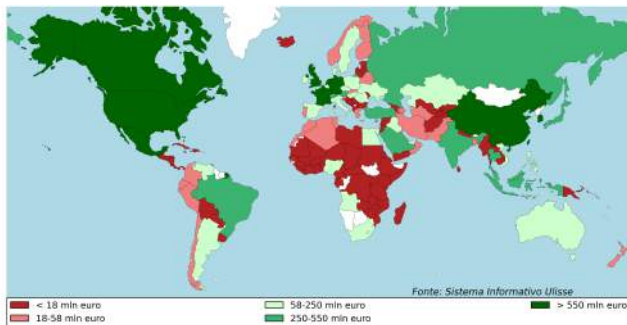 Fonte: Sistema Informativo Ulisse
< 18 mln euro
58-250 mln euro
> 550 mln euro
18-58 mln euro
250-550 mln euro